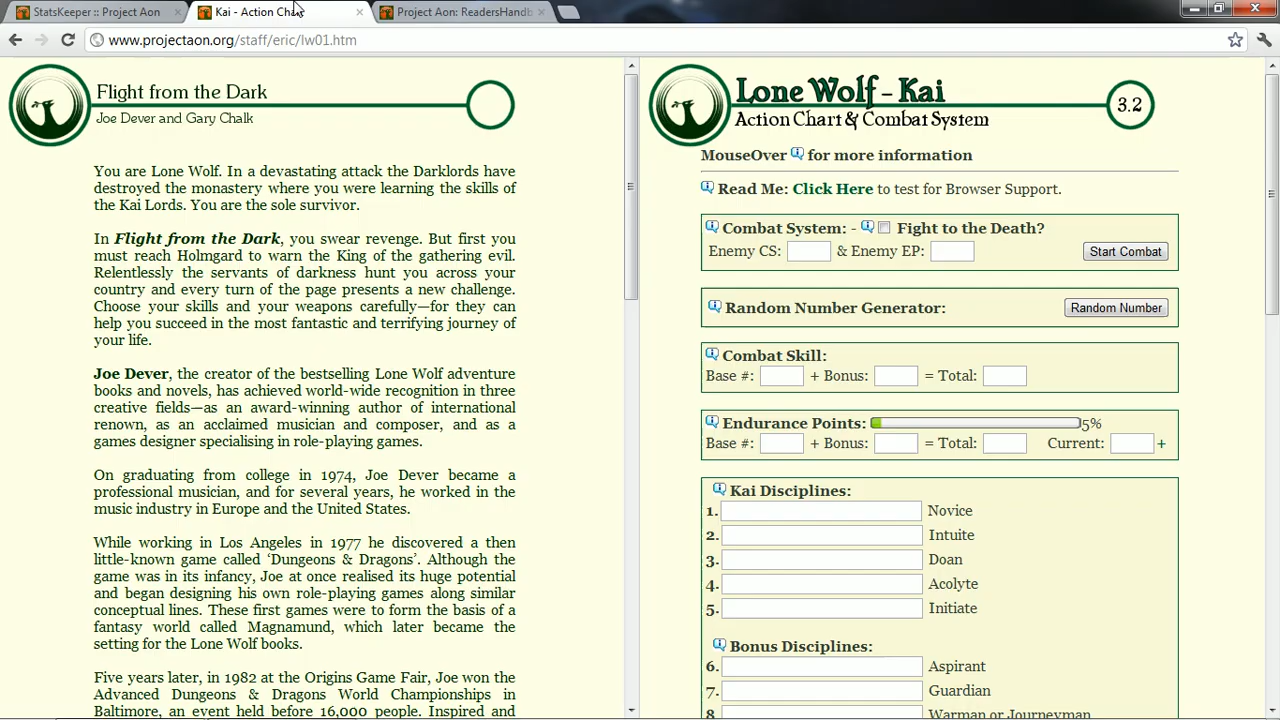 StatsKeeper :: Project Aon
Kai - Action Chart
Project Aon: ReadersHandb
www.projectaon.org/staff/eric/lw01.htm
Flight from the Dark
Joe Dever and Gary Chalk
You are Lone Wolf. In a devastating attack the Darklords have
destroyed the monastery where you were learning the skills of
the Kai Lords. You are the sole survivor.
In Flight from the Dark, you swear revenge. But first you
must reach Holmgard to warn the King of the gathering evil.
Relentlessly the servants of darkness hunt you across your
country and every turn of the page presents a new challenge.
Choose your skills and your weapons carefully—for they can
help you succeed in the most fantastic and terrifying journey of
your life.
Joe Dever, the creator of the bestselling Lone Wolf adventure
books and novels, has achieved world-wide recognition in three
creative fields—as an award-winning author of international
renown, as an acclaimed musician and composer, and as a
games designer specialising in role-playing games.
On graduating from college in 1974, Joe Dever became a
professional musician, and for several years, he worked in the
music industry in Europe and the United States.
While working in Los Angeles in 1977 he discovered a then
little-known game called ‘Dungeons & Dragons’. Although the
game was in its infancy, Joe at once realised its huge potential
and began designing his own role-playing games along similar
conceptual lines. These first games were to form the basis of a
fantasy world called Magnamund, which later became the
setting for the Lone Wolf books.
Five years later, in 1982 at the Origins Game Fair, Joe won the
Advanced Dungeons & Dragons World Championships in
Baltimore, an event held before 16,000 people. Inspired and
Lone Wolf - Kai
Action Chart & Combat System
3.2
MouseOver for more information
Read Me: Click Here to test for Browser Support.
Combat System: - Fight to the Death?
Enemy CS: & Enemy EP: Start Combat
Random Number Generator: Random Number
Combat Skill:
Base #: + Bonus: = Total:
Endurance Points: 5%
Base #: + Bonus: = Total: Current: +
Kai Disciplines:
1. Novice
2. Intuite
3. Doan
4. Acolyte
5. Initiate
Bonus Disciplines:
6. Aspirant
7. Guardian
8 Warman or Journeyman